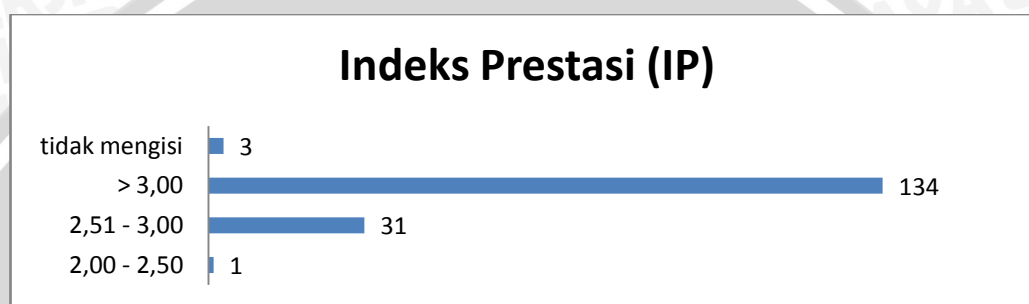 Indeks Prestasi (IP)
tidak mengisi 3
> 3,00 134
2,51 - 3,00 31
2,00 - 2,50 1